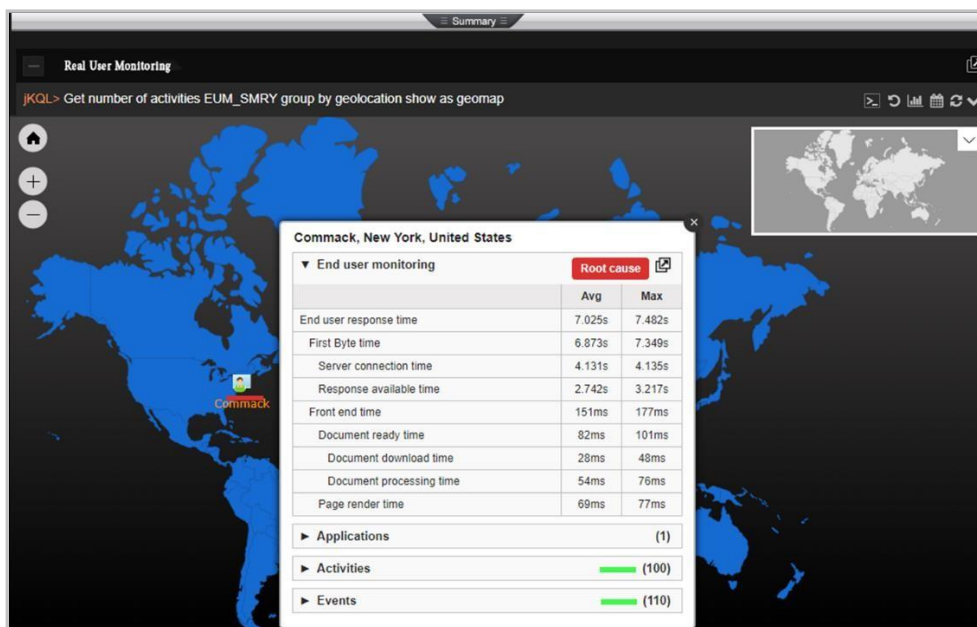 Summary
Real User Monitoring
jKQL> Get number of activities EUM_SMRY group by geolocation show as geomap
Commack, New York, United States
▼ End user monitoring Root cause
Avg Max
End user response time 7.025s 7.482s
First Byte time 6.873s 7.349s
Server connection time 4.131s 4.135s
Response available time 2.742s 3.217s
Front end time 151ms 177ms
Document ready time 82ms 101ms
Document download time 28ms 48ms
Document processing time 54ms 76ms
Page render time 69ms 77ms
► Applications (1)
► Activities (100)
► Events (110)
Commack